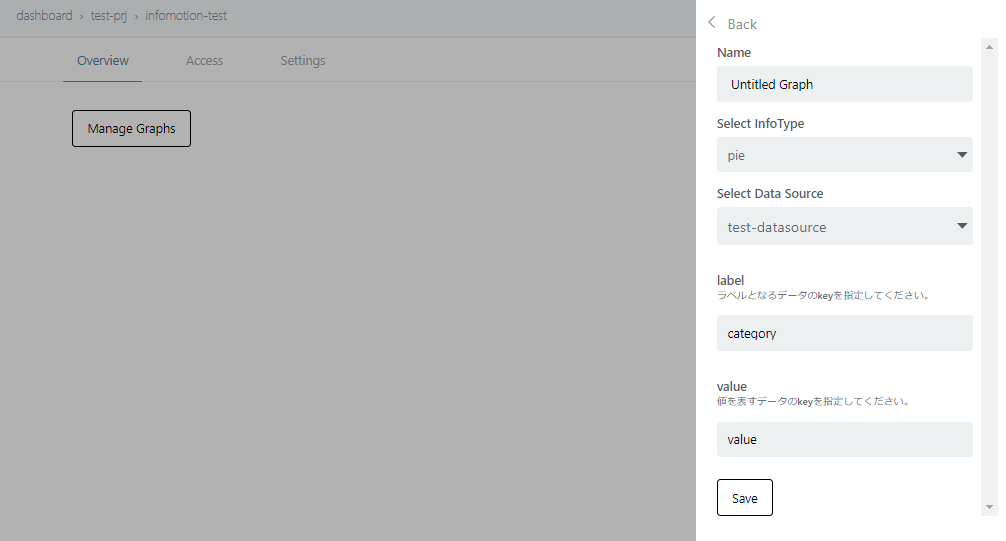 dashboard › test-prj › infomotion-test
Overview Access Settings
Manage Graphs
Back
Name
Untitled Graph
Select InfoType
pie
Select Data Source
test-datasource
label
ラベルとなるデータのkeyを指定してください。
category
value
値を表すデータのkeyを指定してください。
value
Save